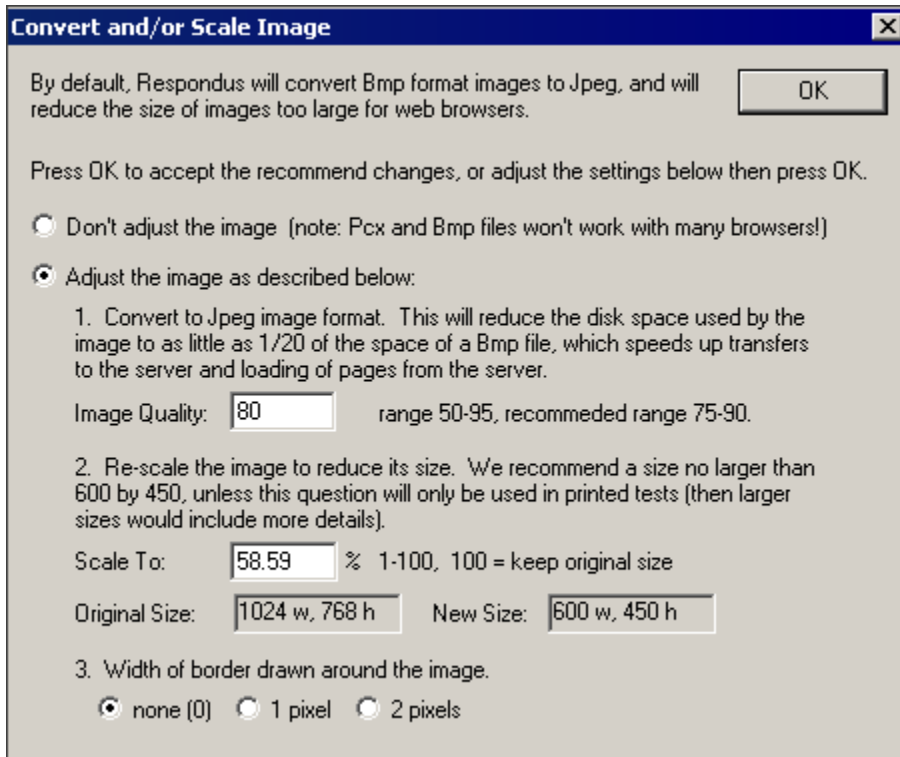 Convert and/or Scale Image
By default, Respondus will convert Bmp format images to Jpeg, and will
reduce the size of images too large for web browsers.
OK
Press OK to accept the recommend changes, or adjust the settings below then press OK.
Don't adjust the image (note: Pcx and Bmp files won't work with many browsers!)
Adjust the image as described below:
1. Convert to Jpeg image format. This will reduce the disk space used by the
image to as little as 1/20 of the space of a Bmp file, which speeds up transfers
to the server and loading of pages from the server.
Image Quality: 80 range 50-95, recommeded range 75-90.
2. Re-scale the image to reduce its size. We recommend a size no larger than
600 by 450, unless this question will only be used in printed tests (then larger
sizes would include more details).
Scale To: 58.59 % 1-100, 100 = keep original size
Original Size: 1024 w, 768 h New Size: 600 w, 450 h
3. Width of border drawn around the image.
none (0) 1 pixel 2 pixels